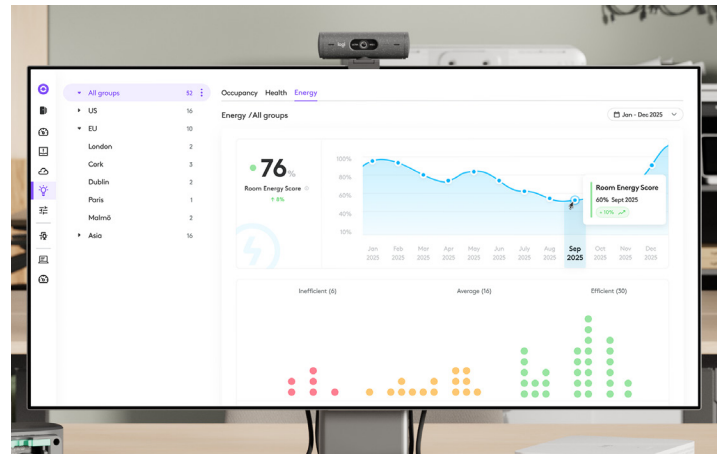 logi
All groups 52
US 16
EU 10
London 2
Cork 3
Dublin 2
Paris 1
Malmö 2
Asia 16
Occupancy Health Energy
Energy /All groups
Jan - Dec 2025
76%
Room Energy Score
↑ 8%
100%
80%
60%
40%
10%
Jan 2025
Feb 2025
Mar 2025
Apr 2025
May 2025
Jun 2025
July 2025
Aug 2025
Sep 2025
Oct 2025
Nov 2025
Dec 2025
Room Energy Score
60% Sept 2025
Inefficient (6)
Average (16)
Efficient (30)